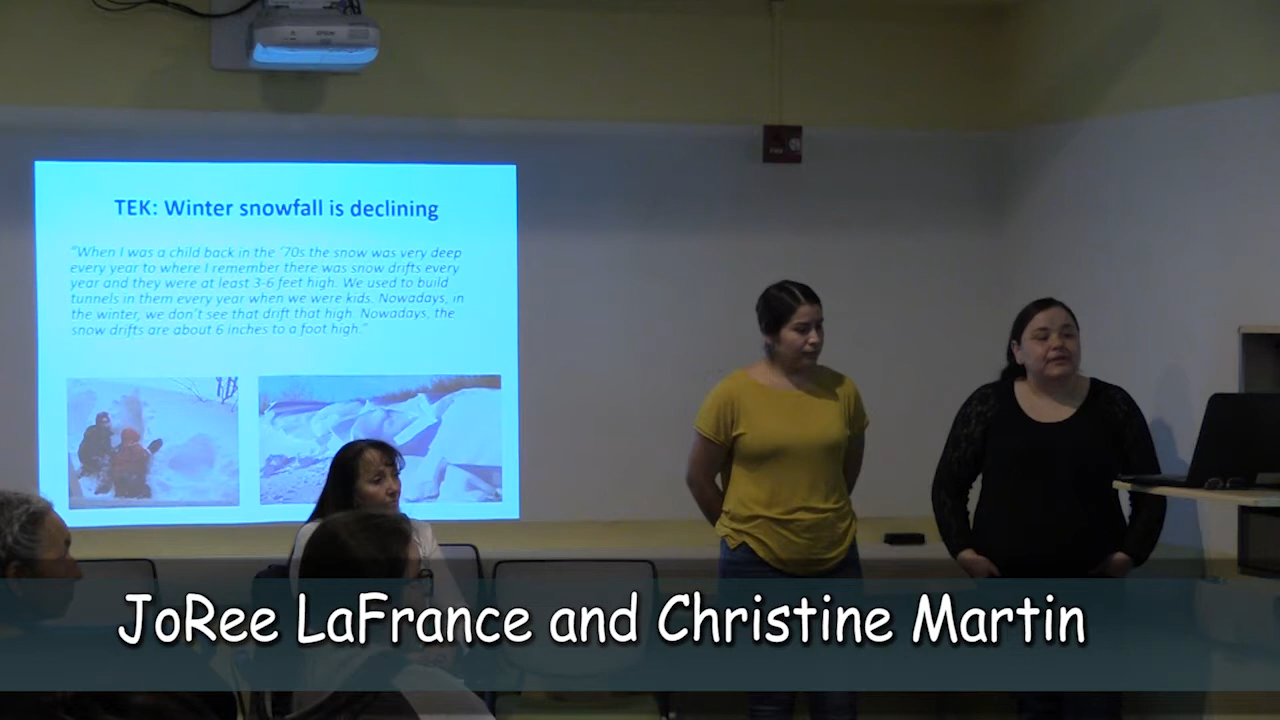 EPSON
TEK: Winter snowfall is declining
"When I was a child back in the '70s the snow was very deep
every year to where I remember there was snow drifts every
year and they were at least 3-6 feet high. We used to build
tunnels in them every year when we were kids. Nowadays, in
the winter, we don't see that drift that high. Nowadays, the
snow drifts are about 6 inches to a foot high."
JoRee LaFrance and Christine Martin